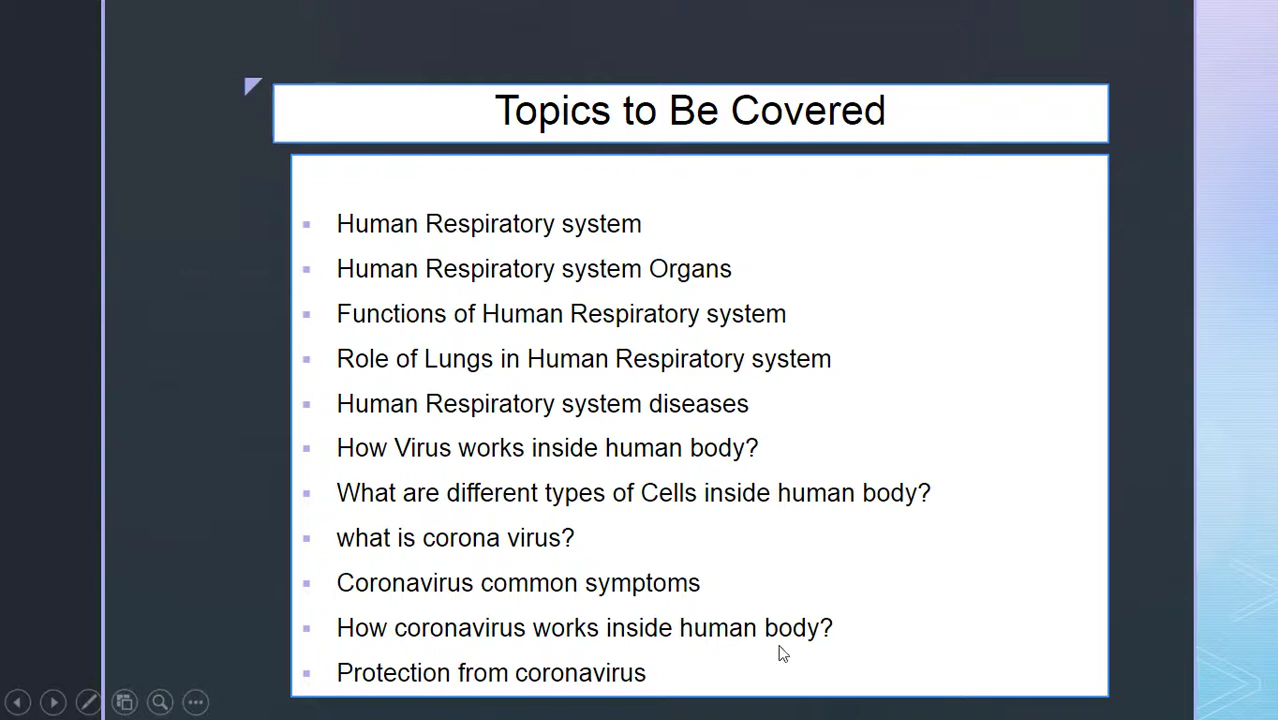 Topics to Be Covered
Human Respiratory system
Human Respiratory system Organs
Functions of Human Respiratory system
Role of Lungs in Human Respiratory system
Human Respiratory system diseases
How Virus works inside human body?
What are different types of Cells inside human body?
what is corona virus?
Coronavirus common symptoms
How coronavirus works inside human body?
Protection from coronavirus